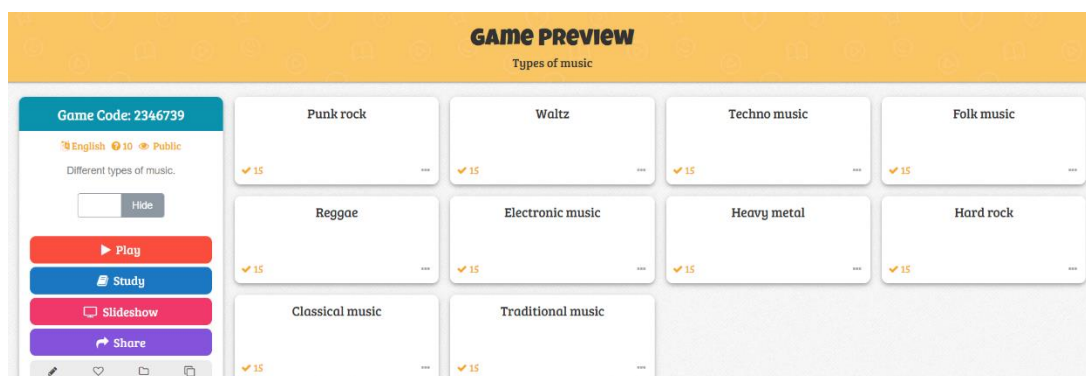 Game Preview
Types of music
Game Code: 2346739
English 10 Public
Different types of music.
Hide
Play
Study
Slideshow
Share
Punk rock
15
Waltz
15
Techno music
15
Folk music
15
Reggae
15
Electronic music
15
Heavy metal
15
Hard rock
15
Classical music
15
Traditional music
15